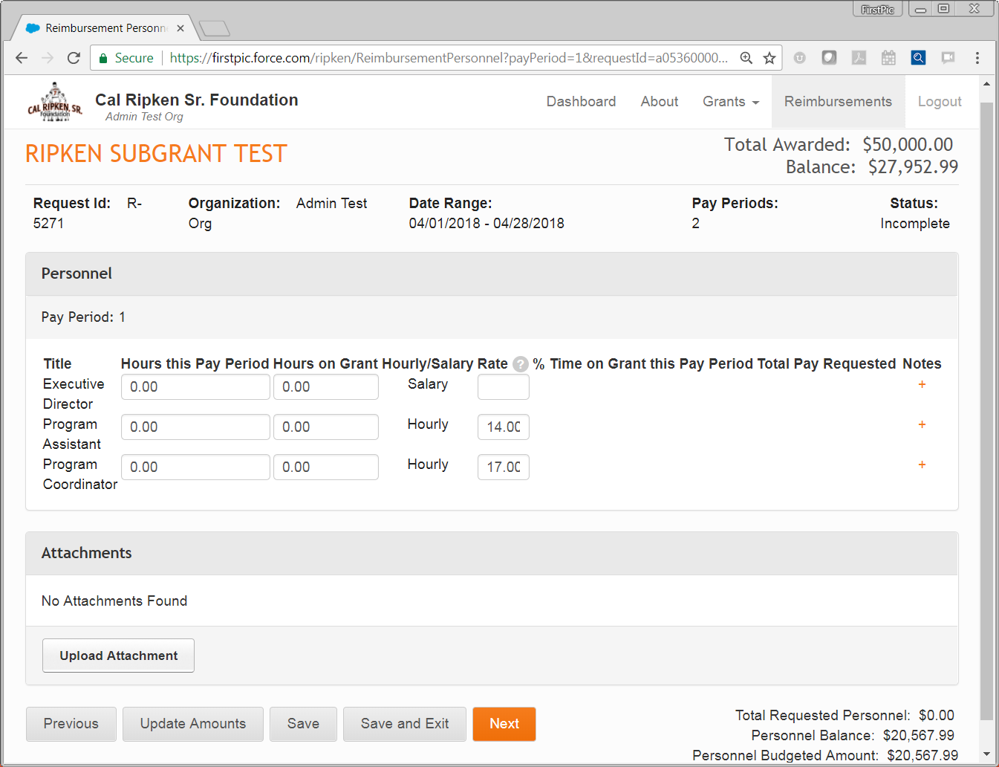 FirstPic
Reimbursement Personn
Secure https://firstpic.force.com/ripken/ReimbursementPersonnel?payPeriod=1&requestId=a05360000...
CAL RIPKEN, SR.
Foundation
Cal Ripken Sr. Foundation
Admin Test Org
Dashboard About Grants Reimbursements Logout
RIPKEN SUBGRANT TEST
Total Awarded: $50,000.00
Balance: $27,952.99
Request Id: R-5271
Organization: Admin Test Org
Date Range: 04/01/2018 - 04/28/2018
Pay Periods: 2
Status: Incomplete
Personnel
Pay Period: 1
Title Hours this Pay Period Hours on Grant Hourly/Salary Rate ? % Time on Grant this Pay Period Total Pay Requested Notes
Executive Director 0.00 0.00 Salary +
Program Assistant 0.00 0.00 Hourly 14.00 +
Program Coordinator 0.00 0.00 Hourly 17.00 +
Attachments
No Attachments Found
Upload Attachment
Previous Update Amounts Save Save and Exit Next
Total Requested Personnel: $0.00
Personnel Balance: $20,567.99
Personnel Budgeted Amount: $20,567.99